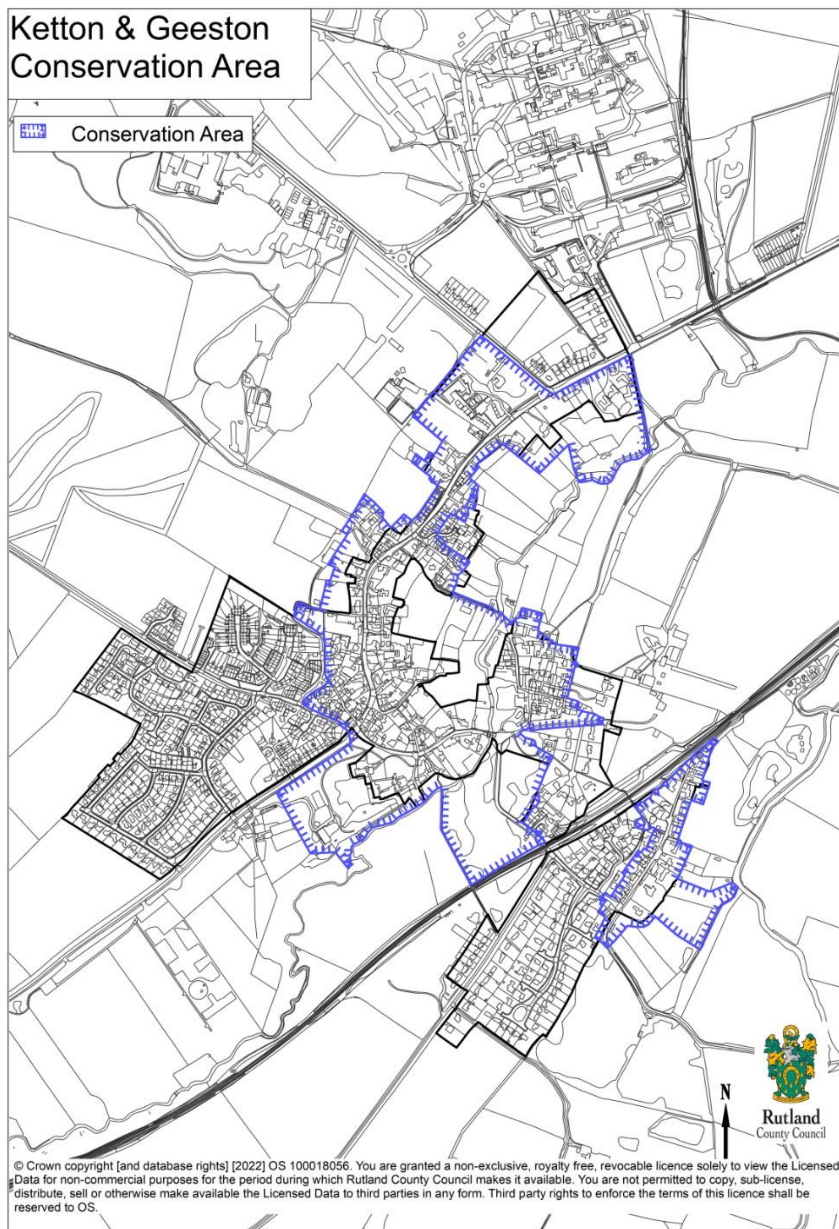 Ketton & Geeston
Conservation Area
Conservation Area
N
Rutland
County Council
© Crown copyright [and database rights] [2022] OS 100018056. You are granted a non-exclusive, royalty free, revocable licence solely to view the Licensed
Data for non-commercial purposes for the period during which Rutland County Council makes it available. You are not permitted to copy, sub-license,
distribute, sell or otherwise make available the Licensed Data to third parties in any form. Third party rights to enforce the terms of this licence shall be
reserved to OS.